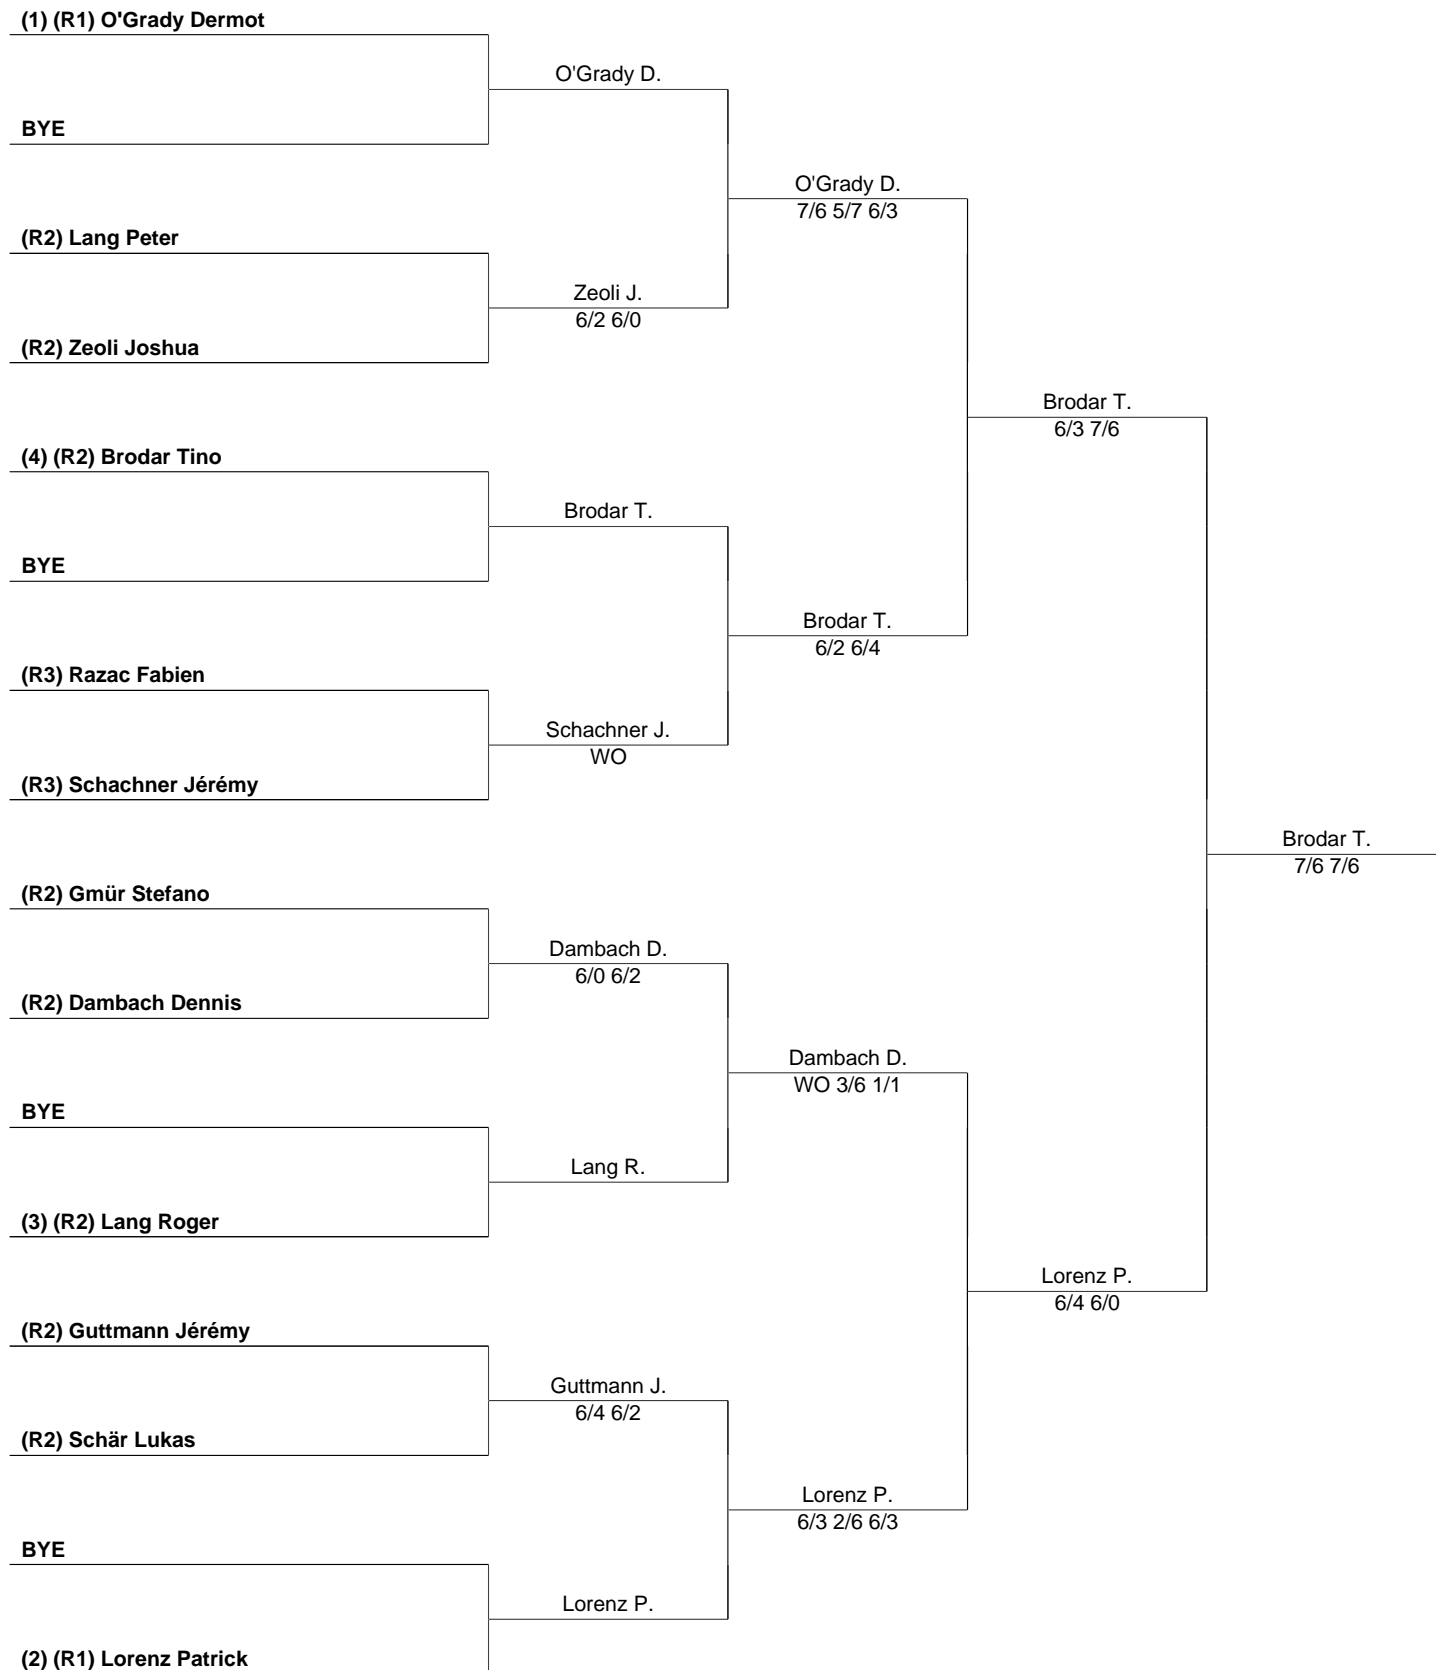 (1) (R1) O'Grady Dermot
O'Grady D.
BYE
O'Grady D.
7/6 5/7 6/3
(R2) Lang Peter
Zeoli J.
6/2 6/0
(R2) Zeoli Joshua
Brodar T.
6/3 7/6
(4) (R2) Brodar Tino
Brodar T.
BYE
Brodar T.
6/2 6/4
(R3) Razac Fabien
Schachner J.
WO
(R3) Schachner Jérémy
Brodar T.
7/6 7/6
(R2) Gmür Stefano
Dambach D.
6/0 6/2
(R2) Dambach Dennis
Dambach D.
WO 3/6 1/1
BYE
Lang R.
(3) (R2) Lang Roger
Lorenz P.
6/4 6/0
(R2) Guttmann Jérémy
Guttmann J.
6/4 6/2
(R2) Schär Lukas
Lorenz P.
6/3 2/6 6/3
BYE
Lorenz P.
(2) (R1) Lorenz Patrick